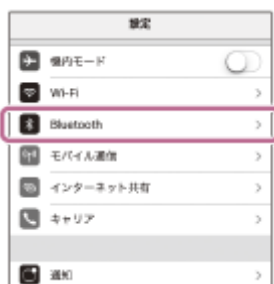 設定
機内モード
Wi-Fi
Bluetooth
モバイル通信
インターネット共有
キャリア
通知